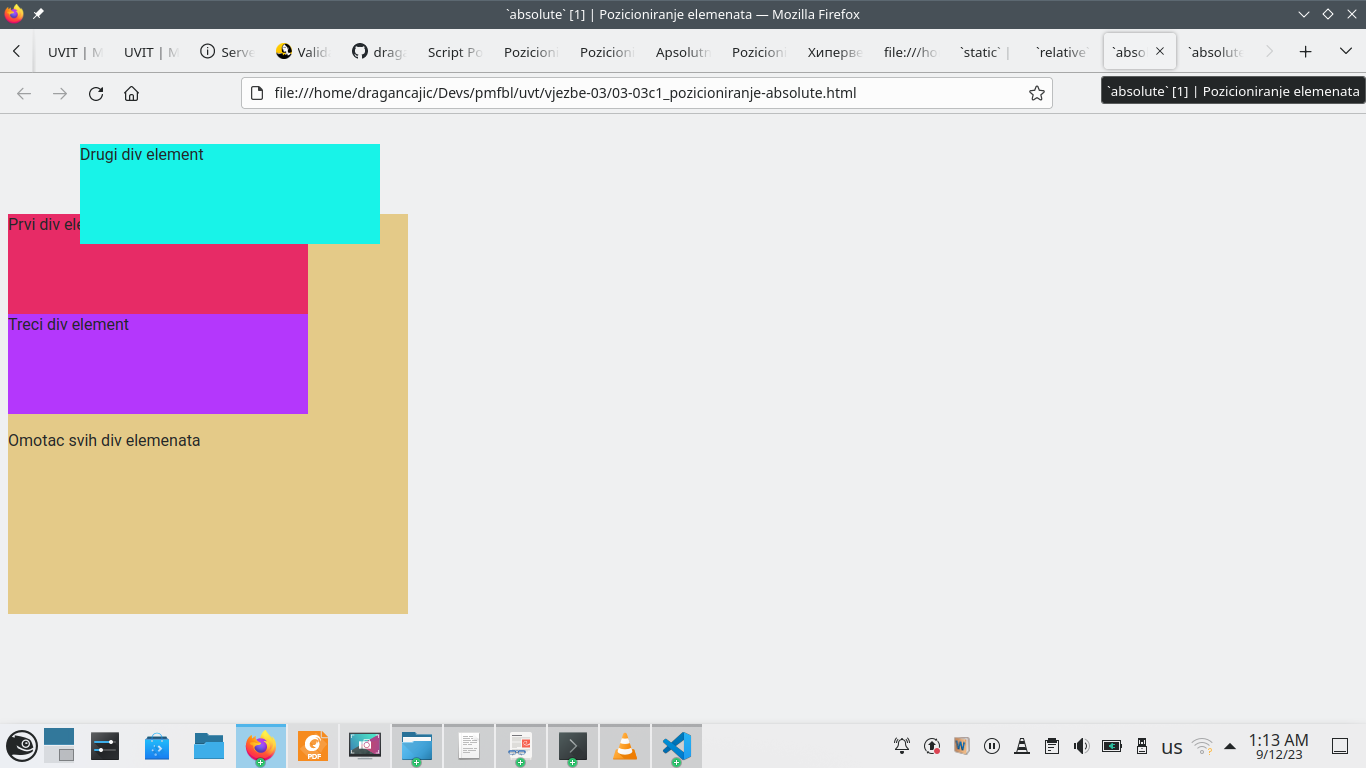 `absolute` [1] | Pozicioniranje elemenata — Mozilla Firefox
UVIT | M
UVIT | M
Serve
Valid
draga
Script Po
Pozicion
Pozicioni
Apsolutn
Pozicioni
Хиперве
file:///ho
`static` |
`relative`
`abso
`absolute
file:///home/dragancajic/Devs/pmfbl/uvt/vjezbe-03/03-03c1_pozicioniranje-absolute.html
`absolute` [1] | Pozicioniranje elemenata
Drugi div element
Prvi div ele
Treci div element
Omotac svih div elemenata
PDF
W
us
1:13 AM
9/12/23